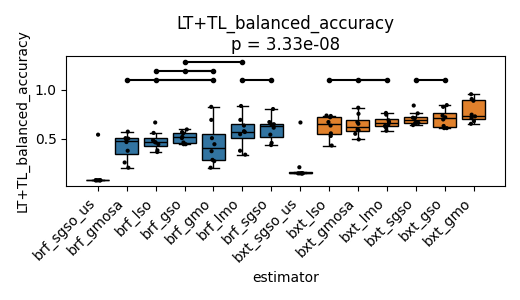 LT+TL_balanced_accuracy
p = 3.33e-08
LT+TL_balanced_accuracy
1.0
0.5
brf_sgso_us
brf_gmosa
brf_lso
brf_gso
brf_gmo
brf_lmo
brf_sgso
bxt_sgso_us
bxt_lso
bxt_gmosa
bxt_lmo
bxt_sgso
bxt_gso
bxt_gmo
estimator